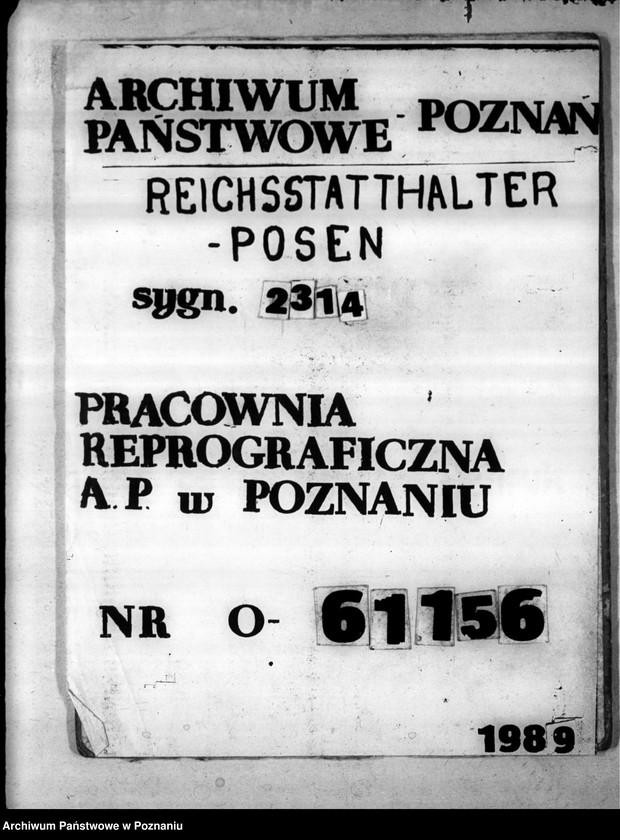 ARCHIWUM
PAŃSTWOWE - POZNAŃ
REICHSSTATTHALTER
-POSEN
sygn. 2314
PRACOWNIA
REPROGRAFICZNA
A.P. w POZNANIU
NR O- 61156
1989
Archiwum Państwowe w Poznaniu